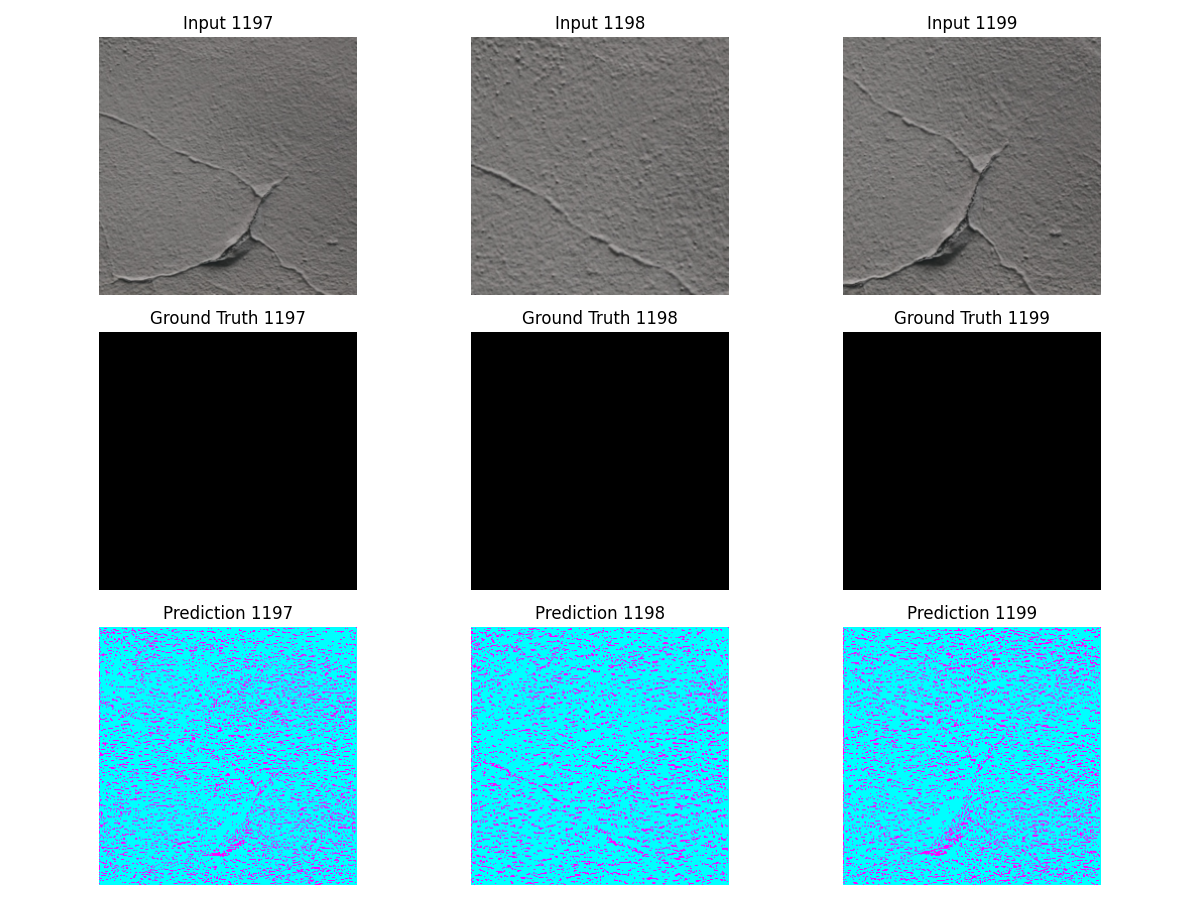 Input 1197
Input 1198
Input 1199
Ground Truth 1197
Ground Truth 1198
Ground Truth 1199
Prediction 1197
Prediction 1198
Prediction 1199